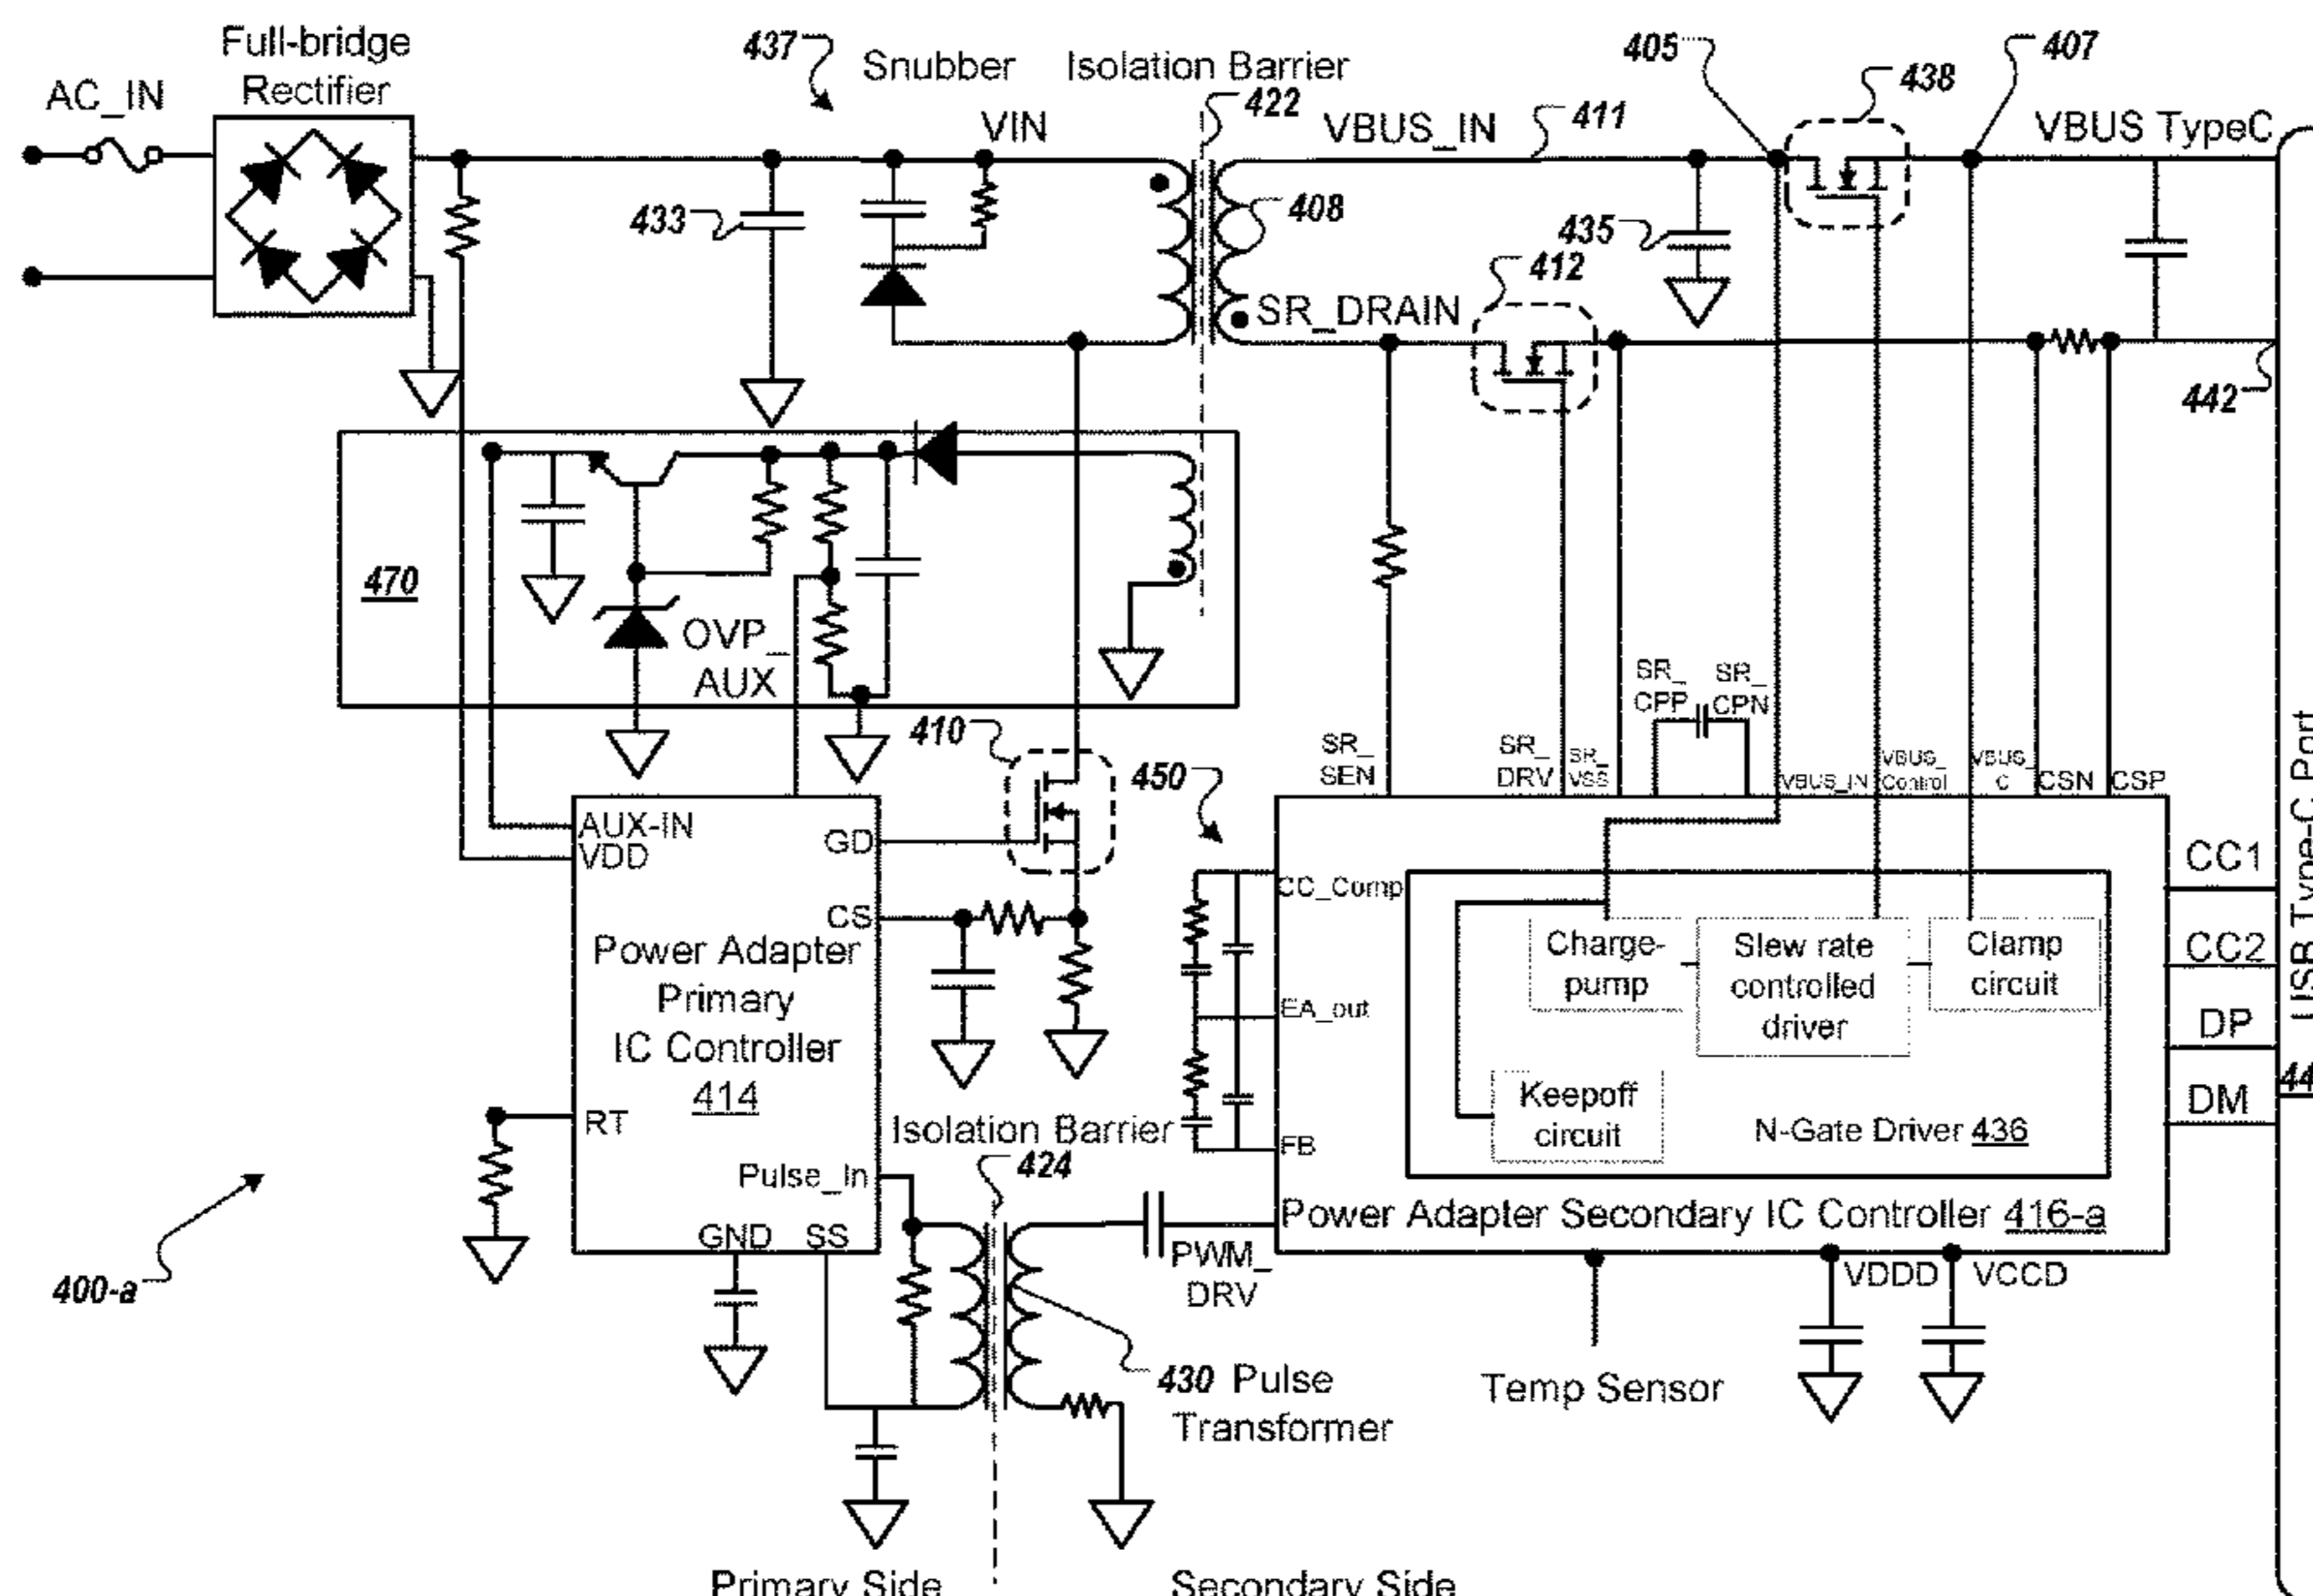 Full-bridge
Rectifier
AC_IN
437
Snubber
Isolation Barrier
422
VIN
VBUS_IN
411
405
438
407
VBUS TypeC
433
408
435
412
SR_DRAIN
442
470
OVP_
AUX
410
450
SR_
SEN
SR_
DRV
SR_
VSS
SR_
CPP
SR_
CPN
VBUS_IN
VBUS_
Control
VBUS_
C
CSN
CSP
AUX-IN
VDD
GD
CS
Power Adapter
Primary
IC Controller
414
RT
Pulse_In
GND
SS
CC_Comp
EA_out
FB
Charge-
pump
Slew rate
controlled
driver
Clamp
circuit
Keepoff
circuit
N-Gate Driver 436
Power Adapter Secondary IC Controller 416-a
CC1
CC2
DP
DM
USB Type-C Port
44
Isolation Barrier
424
PWM_
DRV
VDDD
VCCD
400-a
430 Pulse
Transformer
Temp Sensor
Primary Side
Secondary Side